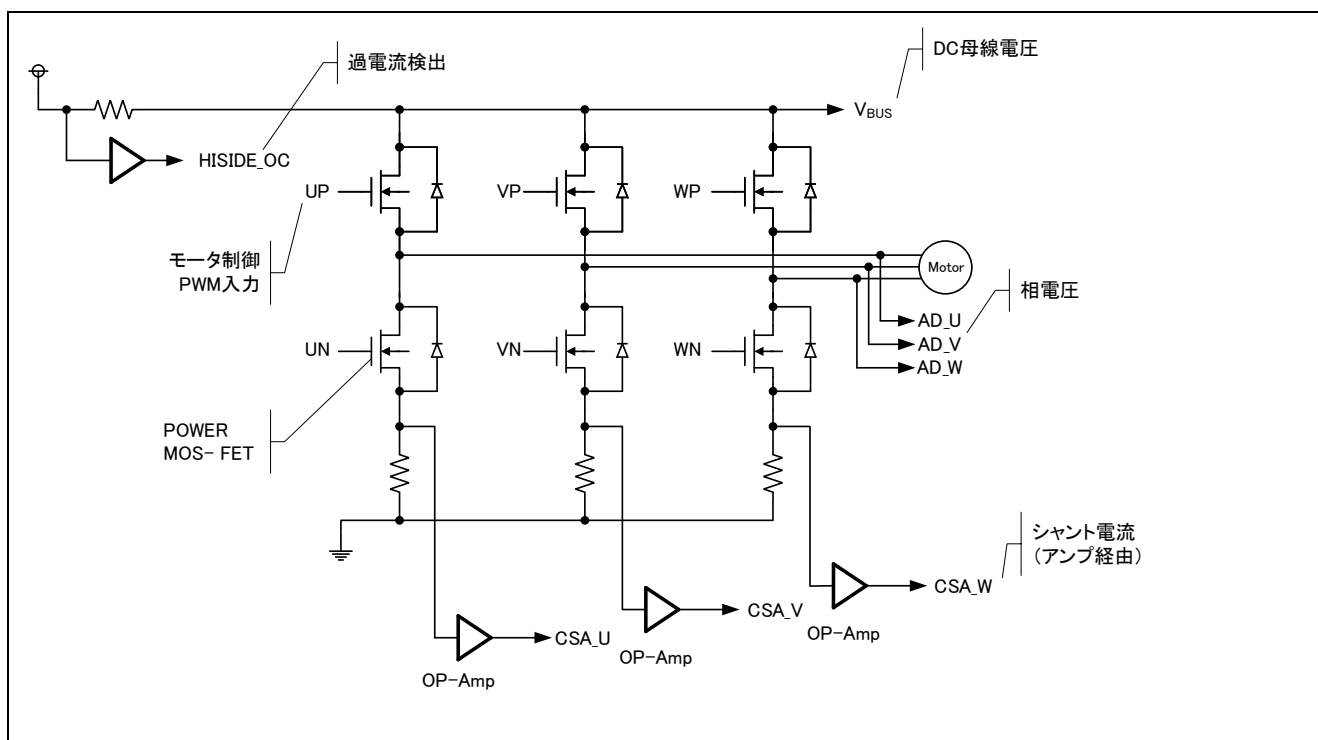 過電流検出
DC母線電圧
V_BUS
HISIDE_OC
UP
VP
WP
モータ制御
PWM入力
Motor
相電圧
AD_U
AD_V
AD_W
UN
VN
WN
POWER
MOS- FET
シャント電流
(アンプ経由)
CSA_W
OP-Amp
CSA_V
OP-Amp
CSA_U
OP-Amp